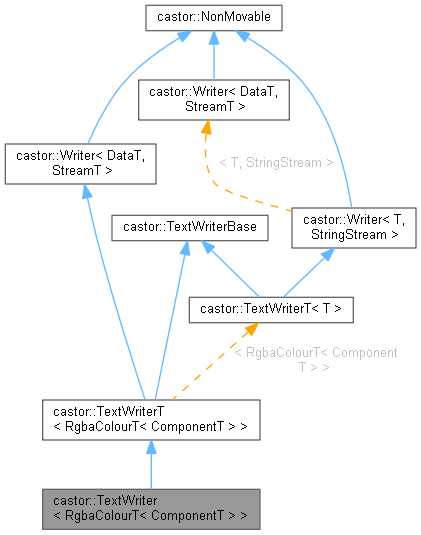 castor::NonMovable
castor::Writer< DataT,
StreamT >
castor::Writer< DataT,
StreamT >
< T, StringStream >
castor::Writer< T,
StringStream >
castor::TextWriterBase
castor::TextWriterT< T >
< RgbaColourT< Component
T > >
castor::TextWriterT
< RgbaColourT< ComponentT > >
castor::TextWriter
< RgbaColourT< ComponentT > >